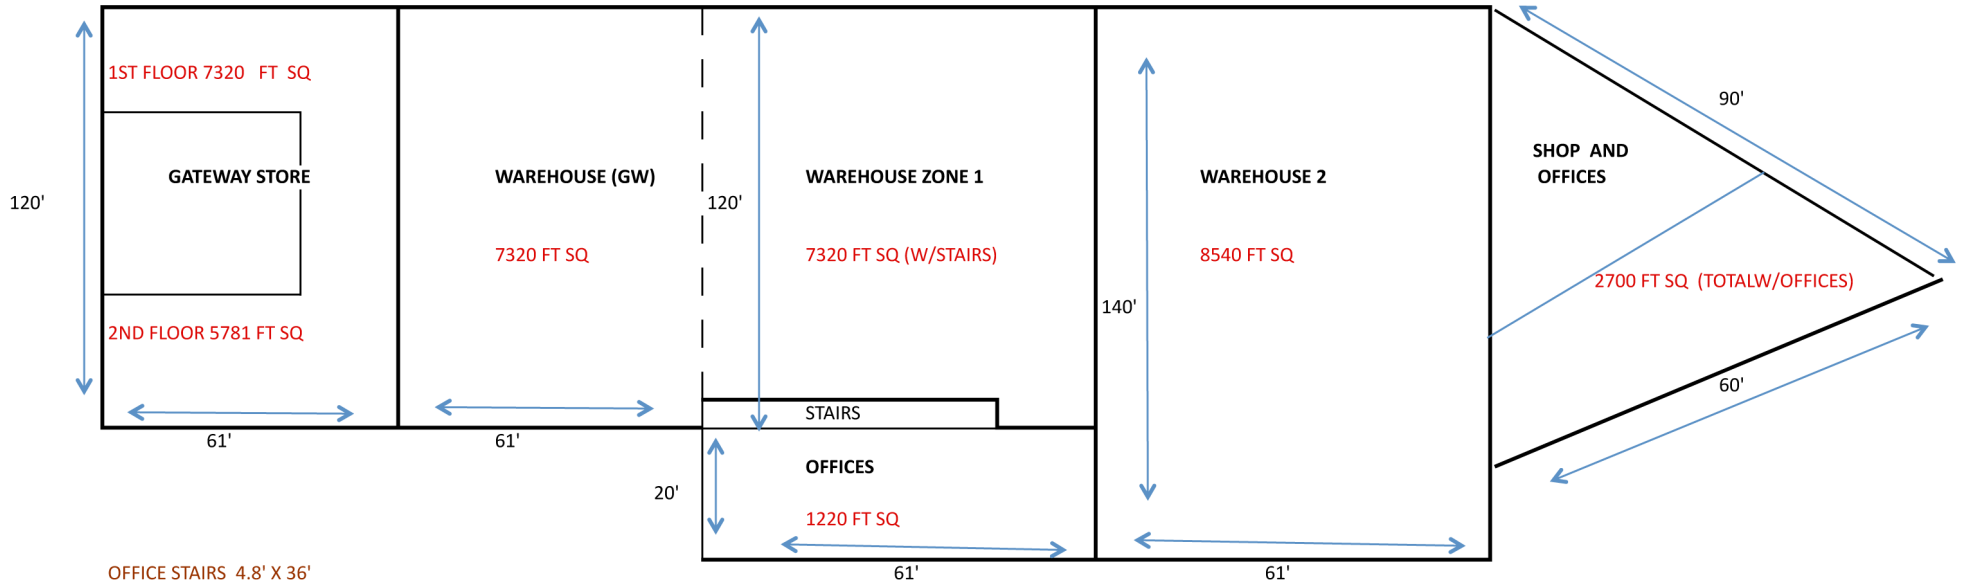 1ST FLOOR 7320 FT SQ
90'
SHOP AND
OFFICES
GATEWAY STORE
WAREHOUSE (GW)
WAREHOUSE ZONE 1
WAREHOUSE 2
120'
120'
7320 FT SQ
7320 FT SQ (W/STAIRS)
8540 FT SQ
2700 FT SQ (TOTALW/OFFICES)
140'
2ND FLOOR 5781 FT SQ
60'
STAIRS
61'
61'
OFFICES
20'
1220 FT SQ
OFFICE STAIRS 4.8' X 36'
61'
61'